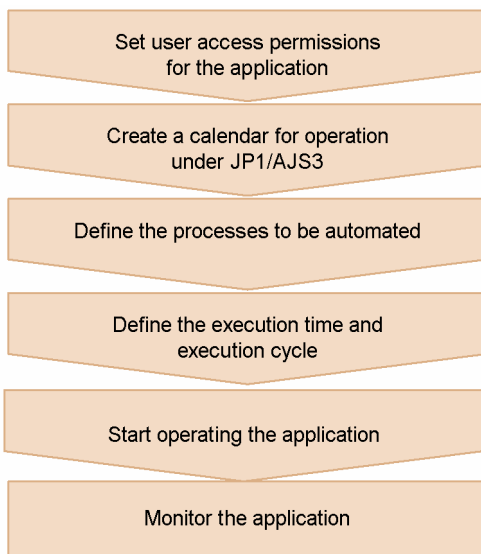 Set user access permissions
for the application
Create a calendar for operation
under JP1/AJS3
Define the processes to be automated
Define the execution time and
execution cycle
Start operating the application
Monitor the application